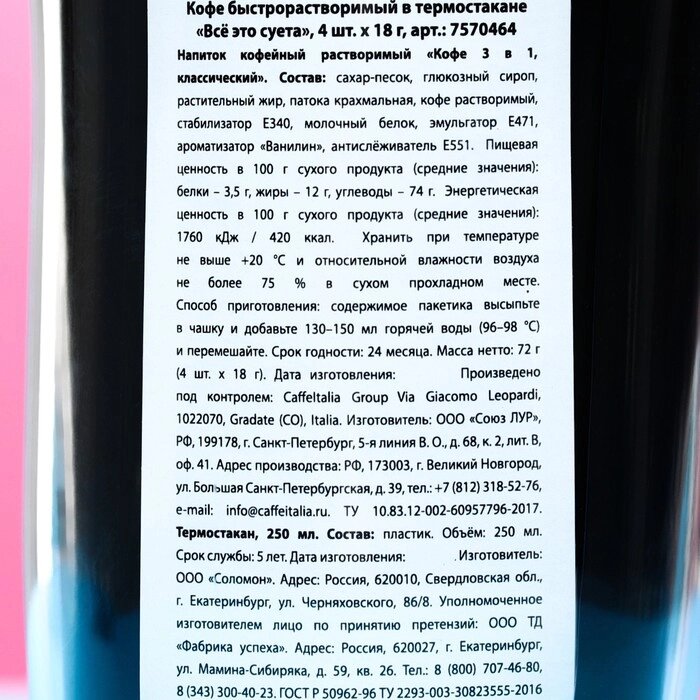 Кофе быстрорастворимый в термостакане
«Всё это суета», 4 шт. х 18 г, арт.: 7570464
Напиток кофейный растворимый «Кофе 3 в 1,
классический». Состав: сахар-песок, глюкозный сироп,
растительный жир, патока крахмальная, кофе растворимый,
стабилизатор Е340, молочный белок, эмульгатор Е471,
ароматизатор «Ванилин», антислёживатель Е551. Пищевая
ценность в 100 г сухого продукта (средние значения):
белки – 3,5 г, жиры – 12 г, углеводы – 74 г. Энергетическая
ценность в 100 г сухого продукта (средние значения):
1760 кДж / 420 ккал. Хранить при температуре
не выше +20 °С и относительной влажности воздуха
не более 75 % в сухом прохладном месте.
Способ приготовления: содержимое пакетика высыпьте
в чашку и добавьте 130–150 мл горячей воды (96–98 °С)
и перемешайте. Срок годности: 24 месяца. Масса нетто: 72 г
(4 шт. х 18 г). Дата изготовления: Произведено
под контролем: CaffeItalia Group Via Giacomo Leopardi,
1022070, Gradate (CO), Italia. Изготовитель: ООО «Союз ЛУР»,
РФ, 199178, г. Санкт-Петербург, 5-я линия В. О., д. 68, к. 2, лит. В,
оф. 41. Адрес производства: РФ, 173003, г. Великий Новгород,
ул. Большая Санкт-Петербургская, д. 39, тел.: +7 (812) 318-52-76,
e-mail: info@caffeitalia.ru. ТУ 10.83.12-002-60957796-2017.
Термостакан, 250 мл. Состав: пластик. Объём: 250 мл.
Срок службы: 5 лет. Дата изготовления: . Изготовитель:
ООО «Соломон». Адрес: Россия, 620010, Свердловская обл.,
г. Екатеринбург, ул. Черняховского, 86/8. Уполномоченное
изготовителем лицо по принятию претензий: ООО ТД
«Фабрика успеха». Адрес: Россия, 620027, г. Екатеринбург,
ул. Мамина-Сибиряка, д. 59, кв. 26. Тел.: 8 (800) 707-46-80,
8 (343) 300-40-23. ГОСТ Р 50962-96 ТУ 2293-003-30823555-2016